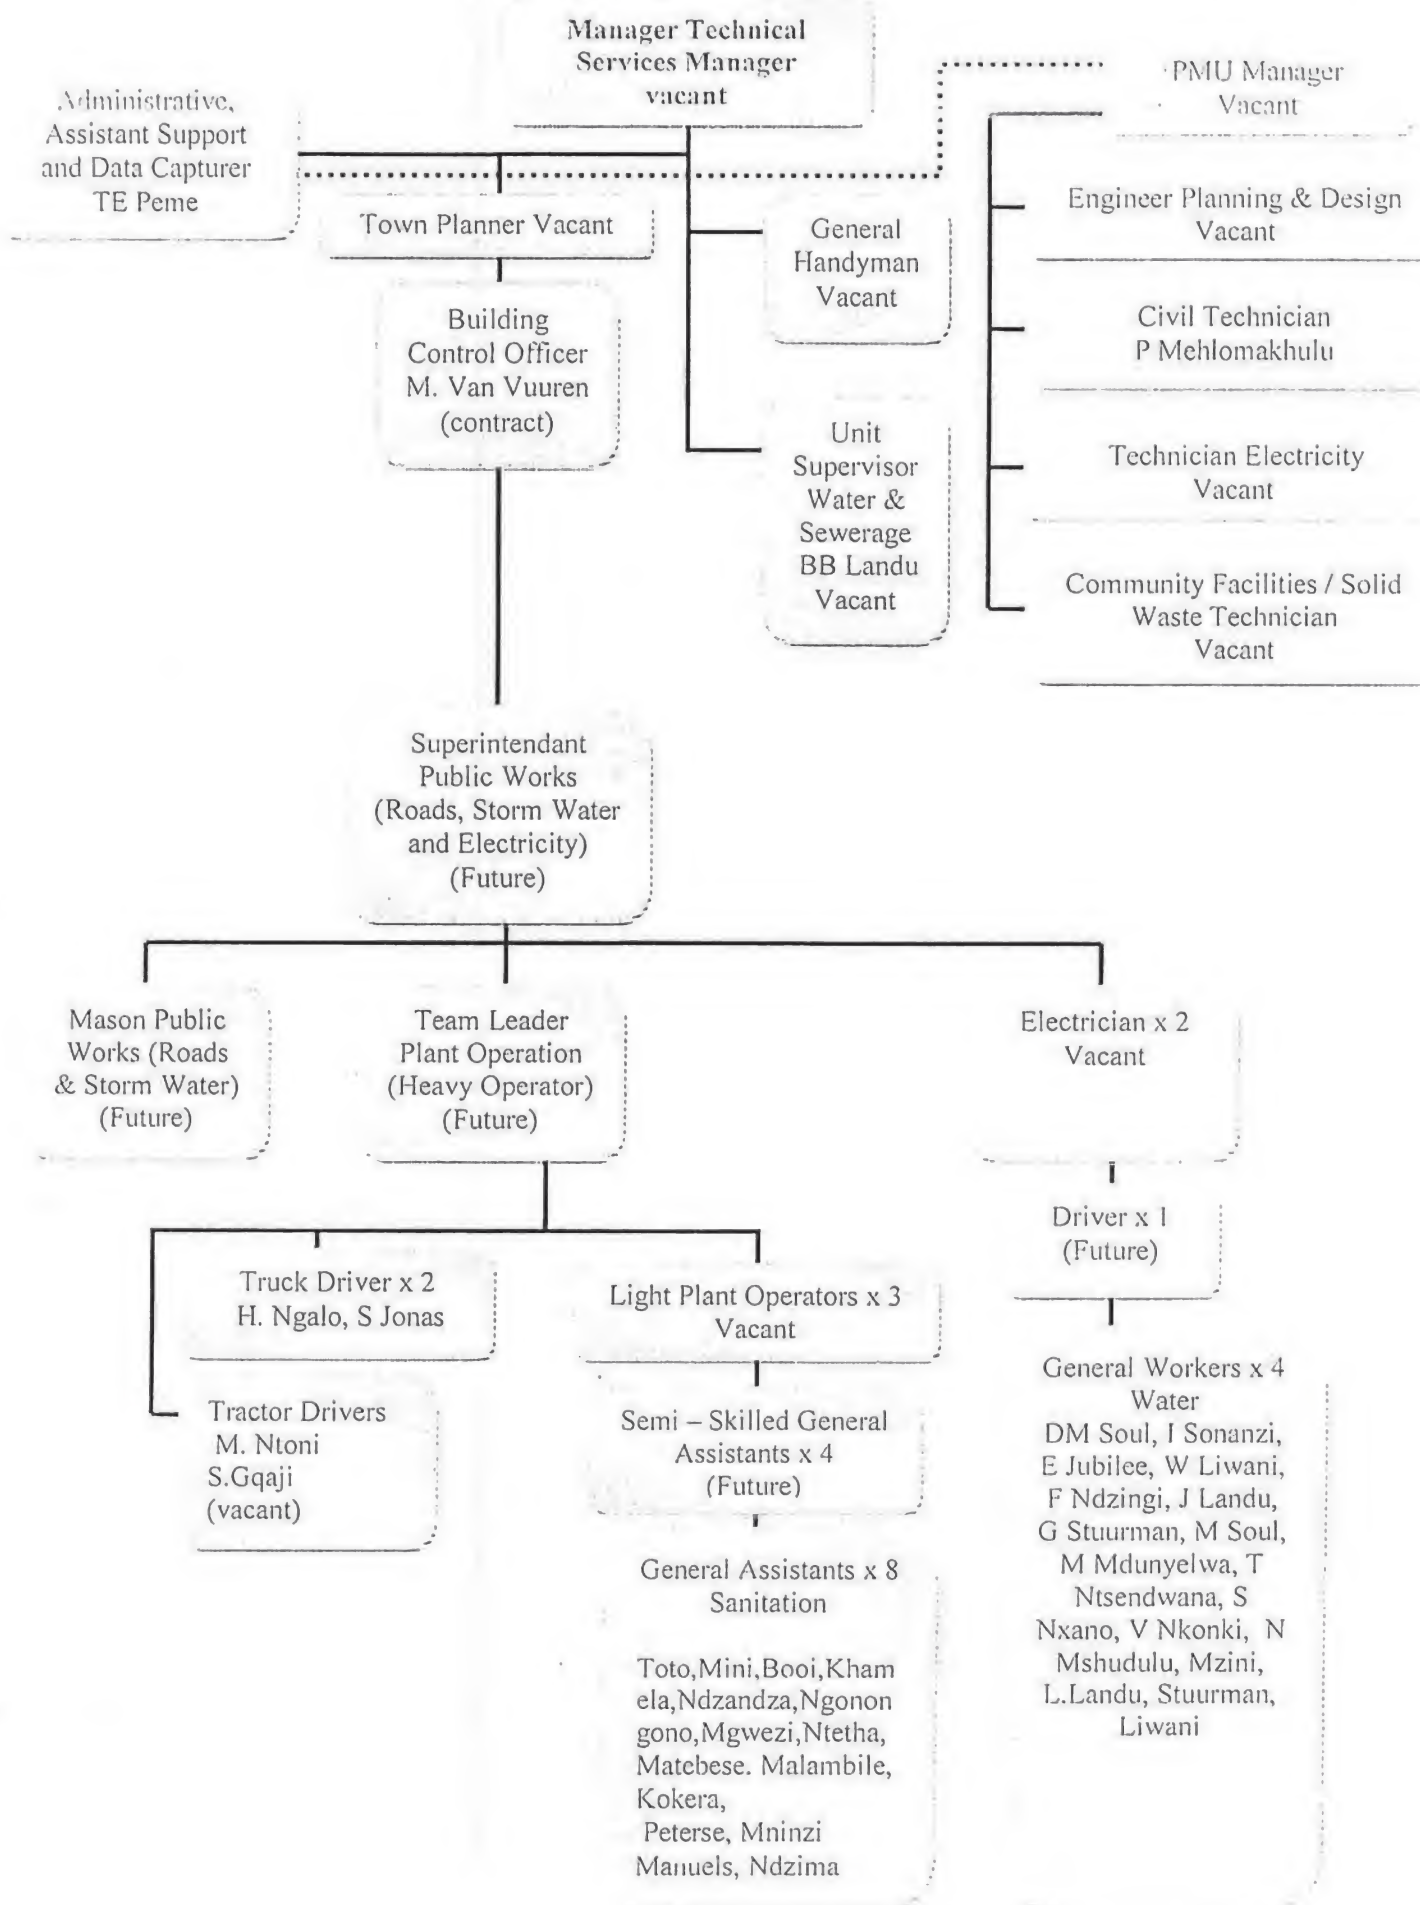 Manager Technical
Services Manager
vacant
Administrative,
Assistant Support
and Data Capturer
TE Peme
PMU Manager
Vacant
Town Planner Vacant
General
Handyman
Vacant
Engineer Planning & Design
Vacant
Building
Control Officer
M. Van Vuuren
(contract)
Civil Technician
P Mehlomakhulu
Unit
Supervisor
Water &
Sewerage
BB Landu
Vacant
Technician Electricity
Vacant
Community Facilities / Solid
Waste Technician
Vacant
Superintendant
Public Works
(Roads, Storm Water
and Electricity)
(Future)
Mason Public
Works (Roads
& Storm Water)
(Future)
Team Leader
Plant Operation
(Heavy Operator)
(Future)
Electrician x 2
Vacant
Driver x 1
(Future)
Truck Driver x 2
H. Ngalo, S Jonas
Light Plant Operators x 3
Vacant
Tractor Drivers
M. Ntoni
S.Gqaji
(vacant)
Semi – Skilled General
Assistants x 4
(Future)
General Workers x 4
Water
DM Soul, I Sonanzi,
E Jubilee, W Liwani,
F Ndzingi, J Landu,
G Stuurman, M Soul,
M Mdunyelwa, T
Ntsendwana, S
Nxano, V Nkonki, N
Mshudulu, Mzini,
L.Landu, Stuurman,
Liwani
General Assistants x 8
Sanitation
Toto,Mini,Booi,Kham
ela,Ndzandza,Ngonon
gono,Mgwezi,Ntetha,
Matebese. Malambile,
Kokera,
Peterse, Mninzi
Manuels, Ndzima